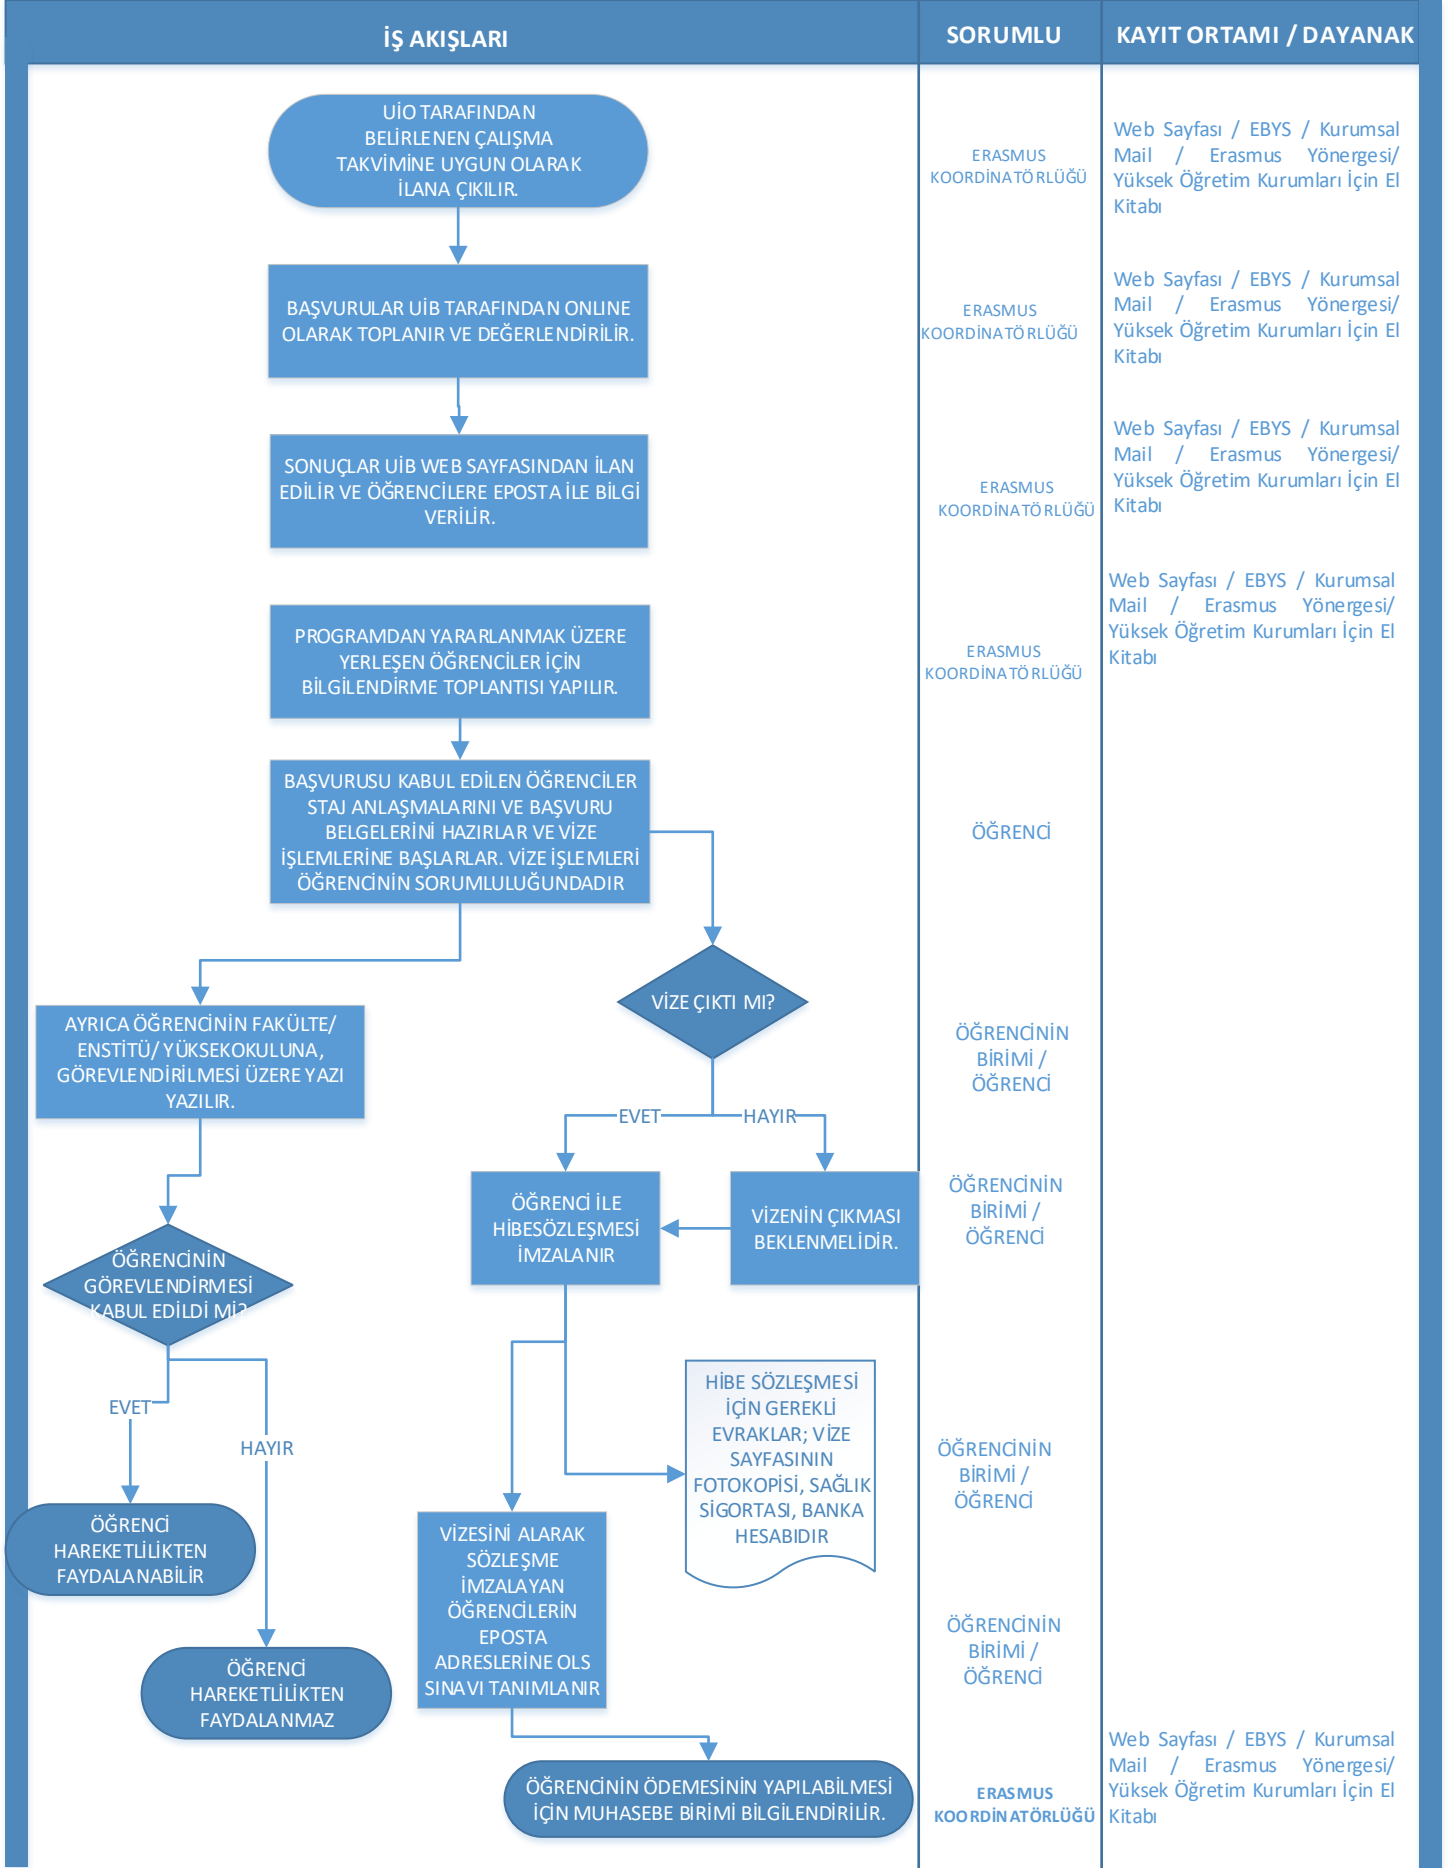 İŞ AKIŞLARI
SORUMLU
KAYIT ORTAMI / DAYANAK
UİO TARAFINDAN
BELİRLENEN ÇALIŞMA
TAKVİMİNE UYGUN OLARAK
İLANA ÇIKILIR.
ERASMUS
KOORDİNATÖRLÜĞÜ
Web Sayfası / EBYS / Kurumsal
Mail / Erasmus Yönergesi/
Yüksek Öğretim Kurumları İçin El
Kitabı
BAŞVURULAR UİB TARAFINDAN ONLINE
OLARAK TOPLANIR VE DEĞERLENDİRİLİR.
ERASMUS
KOORDİNATÖRLÜĞÜ
Web Sayfası / EBYS / Kurumsal
Mail / Erasmus Yönergesi/
Yüksek Öğretim Kurumları İçin El
Kitabı
SONUÇLAR UİB WEB SAYFASINDAN İLAN
EDİLİR VE ÖĞRENCİLERE EPOSTA İLE BİLGİ
VERİLİR.
ERASMUS
KOORDİNATÖRLÜĞÜ
Web Sayfası / EBYS / Kurumsal
Mail / Erasmus Yönergesi/
Yüksek Öğretim Kurumları İçin El
Kitabı
PROGRAMDAN YARARLANMAK ÜZERE
YERLEŞEN ÖĞRENCİLER İÇİN
BİLGİLENDİRME TOPLANTISI YAPILIR.
ERASMUS
KOORDİNATÖRLÜĞÜ
Web Sayfası / EBYS / Kurumsal
Mail / Erasmus Yönergesi/
Yüksek Öğretim Kurumları İçin El
Kitabı
BAŞVURUSU KABUL EDİLEN ÖĞRENCİLER
STAJ ANLAŞMALARINI VE BAŞVURU
BELGELERİNİ HAZIRLAR VE VİZE
İŞLEMLERİNE BAŞLARLAR. VİZE İŞLEMLERİ
ÖĞRENCİNİN SORUMLULUĞUNDADIR
ÖĞRENCİ
VİZE ÇIKTI MI?
AYRICA ÖĞRENCİNİN FAKÜLTE/
ENSTİTÜ/ YÜKSEKOKULUNA,
GÖREVLENDİRİLMESİ ÜZERE YAZI
YAZILIR.
ÖĞRENCİNİN
BİRİMİ /
ÖĞRENCİ
EVET
HAYIR
ÖĞRENCİ İLE
HİBESÖZLEŞMESİ
İMZALANIR
VİZENİN ÇIKMASI
BEKLENMELİDİR.
ÖĞRENCİNİN
BİRİMİ /
ÖĞRENCİ
ÖĞRENCİNİN
GÖREVLENDİRMESİ
KABUL EDİLDİ Mİ?
EVET
HAYIR
HİBE SÖZLEŞMESİ
İÇİN GEREKLİ
EVRAKLAR; VİZE
SAYFASININ
FOTOKOPİSİ, SAĞLIK
SİGORTASI, BANKA
HESABIDIR
ÖĞRENCİNİN
BİRİMİ /
ÖĞRENCİ
ÖĞRENCİ
HAREKETLİLİKTEN
FAYDALANABİLİR
VİZESİNİ ALARAK
SÖZLEŞME
İMZALAYAN
ÖĞRENCİLERİN
EPOSTA
ADRESLERİNE OLS
SINAVI TANIMLANIR
ÖĞRENCİNİN
BİRİMİ /
ÖĞRENCİ
ÖĞRENCİ
HAREKETLİLİKTEN
FAYDALANMAZ
ÖĞRENCİNİN ÖDEMESİNİN YAPILABİLMESİ
İÇİN MUHASEBE BİRİMİ BİLGİLENDİRİLİR.
ERASMUS
KOORDİNATÖRLÜĞÜ
Web Sayfası / EBYS / Kurumsal
Mail / Erasmus Yönergesi/
Yüksek Öğretim Kurumları İçin El
Kitabı